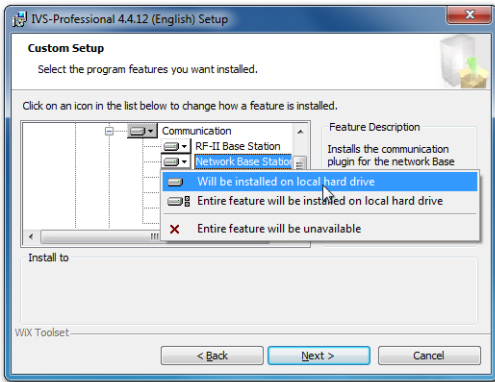 IVS-Professional 4.4.12 (English) Setup
Custom Setup
Select the program features you want installed.
Click on an icon in the list below to change how a feature is installed.
Communication
RF-II Base Station
Network Base Station
Feature Description
Installs the communication
plugin for the network Base
Will be installed on local hard drive
Entire feature will be installed on local hard drive
Entire feature will be unavailable
Install to
WiX Toolset
< Back
Next >
Cancel